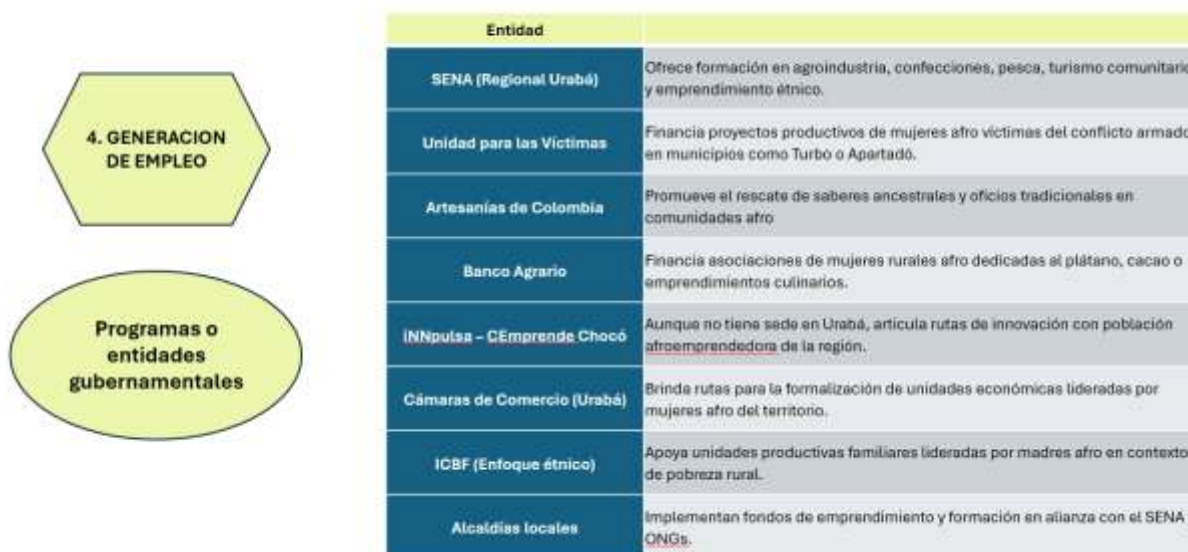 4. GENERACION
DE EMPLEO
Programas o
entidades
gubernamentales
Entidad
SENA (Regional Urabá)
Ofrece formación en agroindustria, confecciones, pesca, turismo comunitario
y emprendimiento étnico.
Unidad para las Víctimas
Financia proyectos productivos de mujeres afro víctimas del conflicto armado
en municipios como Turbo o Apartadó.
Artesanías de Colombia
Promueve el rescate de saberes ancestrales y oficios tradicionales en
comunidades afro
Banco Agrario
Financia asociaciones de mujeres rurales afro dedicadas al plátano, cacao o
emprendimientos culinarios.
iNNpulsa – CEmprende Chocó
Aunque no tiene sede en Urabá, articula rutas de innovación con población
afroemprendedora de la región.
Cámaras de Comercio (Urabá)
Brinda rutas para la formalización de unidades económicas lideradas por
mujeres afro del territorio.
ICBF (Enfoque étnico)
Apoya unidades productivas familiares lideradas por madres afro en contexto
de pobreza rural.
Alcaldías locales
Implementan fondos de emprendimiento y formación en alianza con el SENA
ONGs.